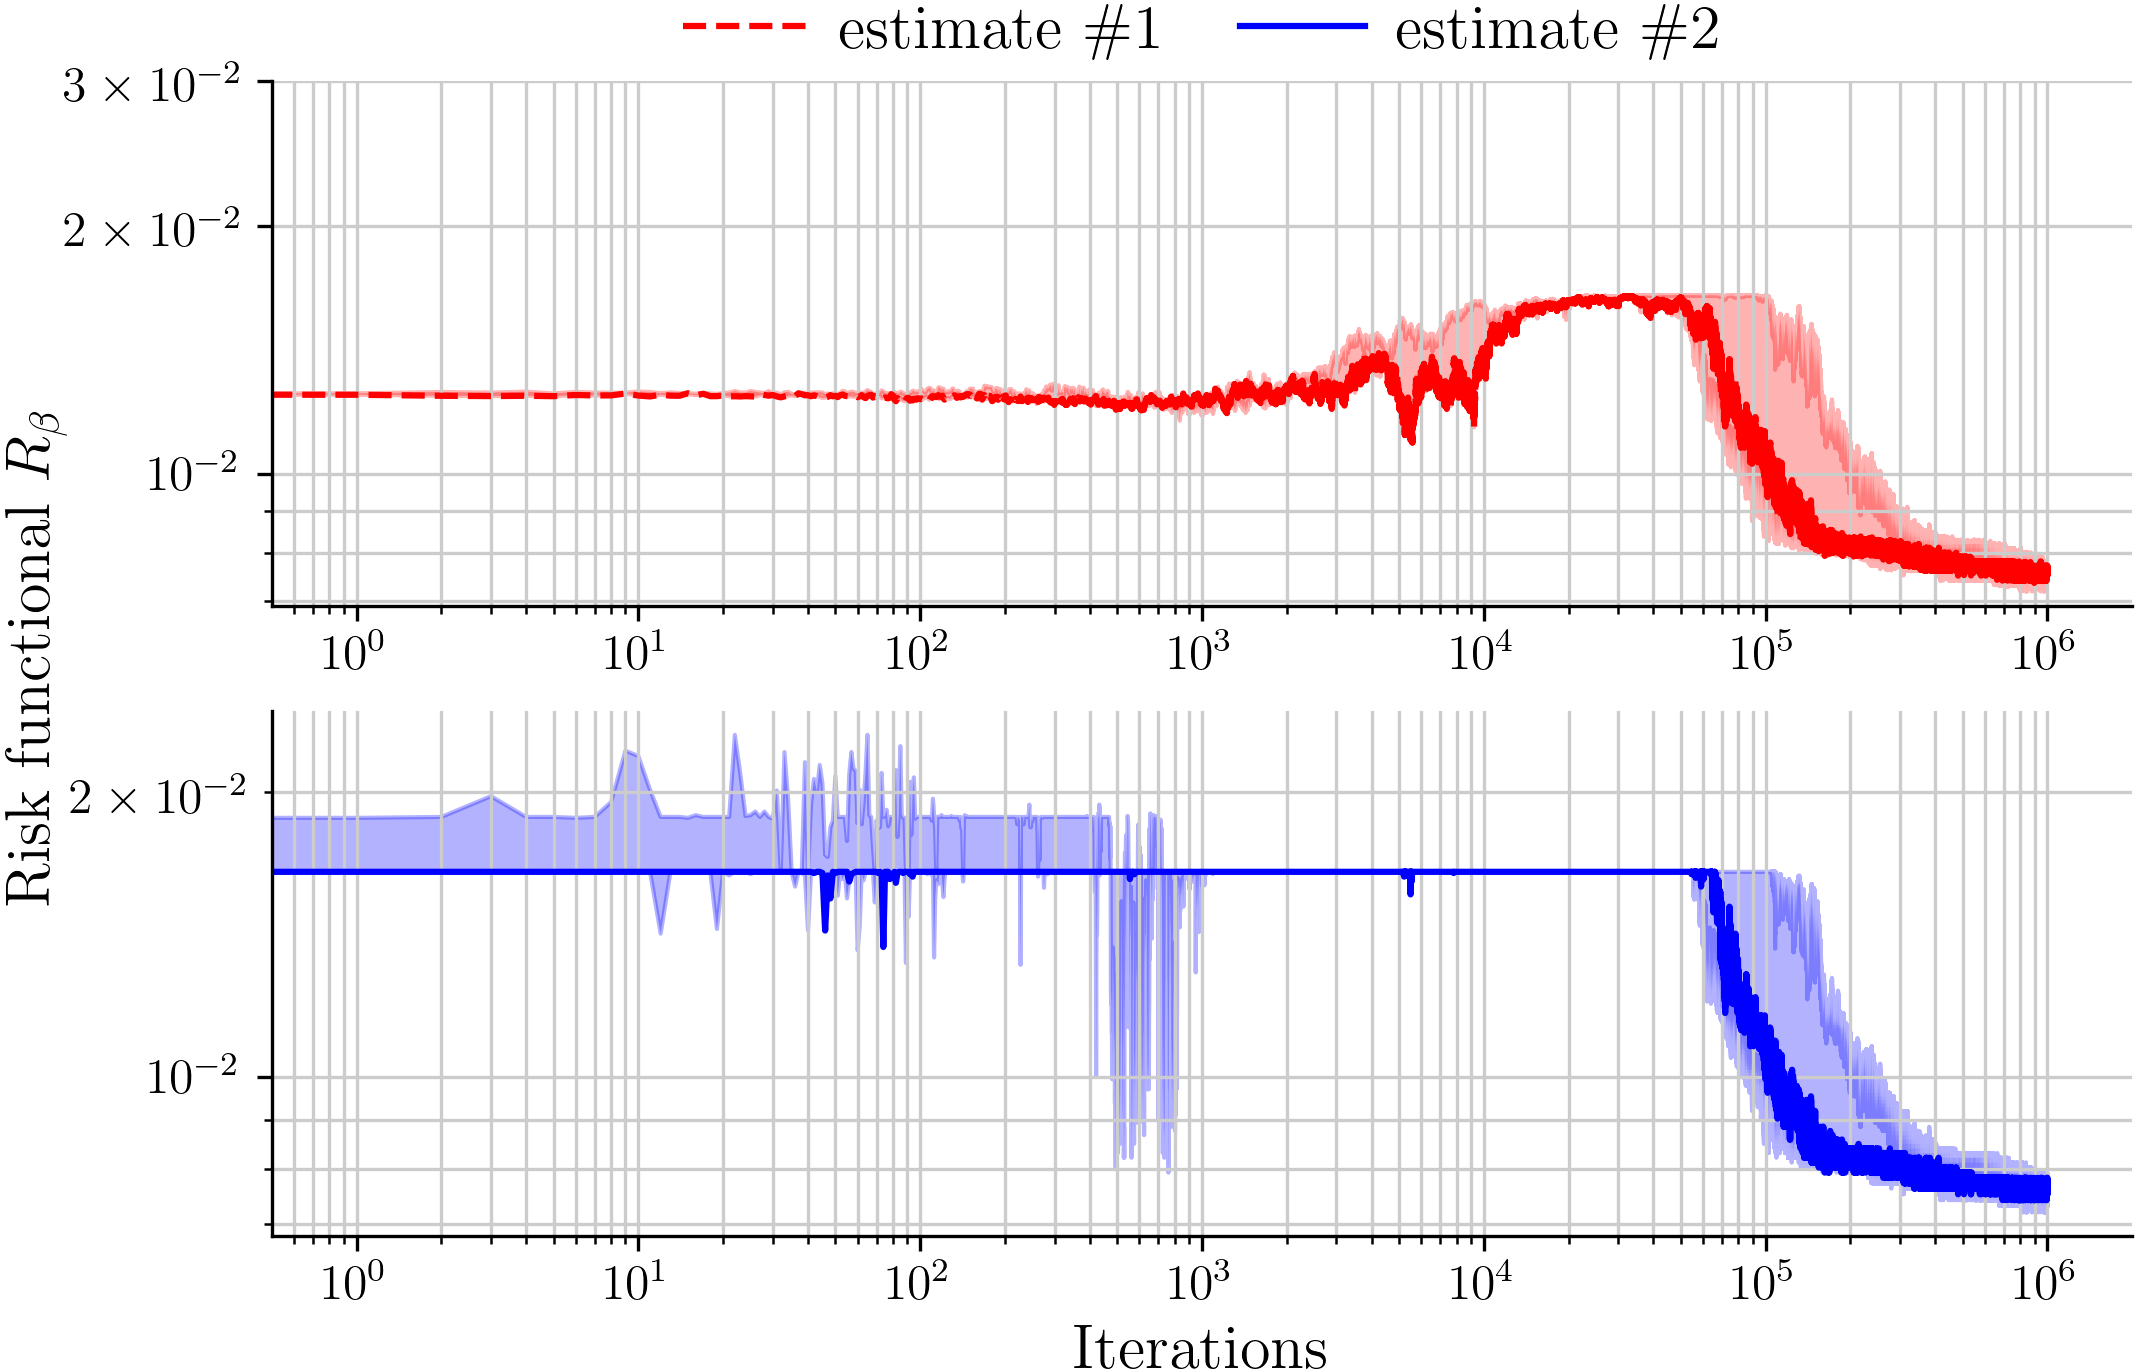 estimate #1 estimate #2
3 × 10⁻²
2 × 10⁻²
10⁻²
10⁰ 10¹ 10² 10³ 10⁴ 10⁵ 10⁶
Risk functional R_β
2 × 10⁻²
10⁻²
10⁰ 10¹ 10² 10³ 10⁴ 10⁵ 10⁶
Iterations